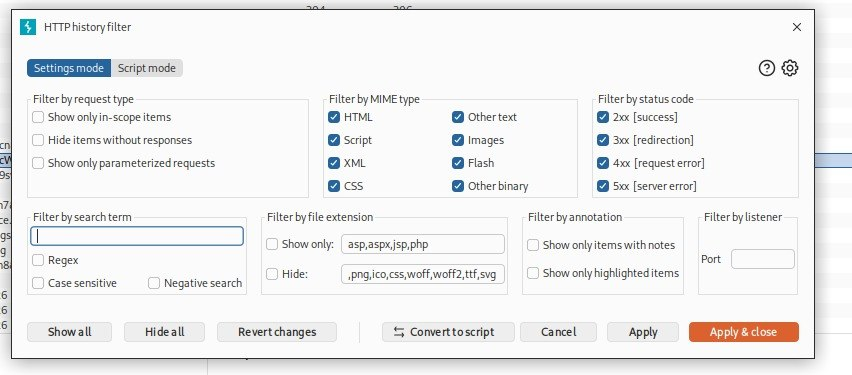 HTTP history filter
Settings mode Script mode
Filter by request type
Show only in-scope items
Hide items without responses
Show only parameterized requests
Filter by MIME type
HTML Other text
Script Images
XML Flash
CSS Other binary
Filter by status code
2xx [success]
3xx [redirection]
4xx [request error]
5xx [server error]
Filter by search term
Regex
Case sensitive Negative search
Filter by file extension
Show only: asp,aspx,jsp,php
Hide: ,png,ico,css,woff,woff2,ttf,svg
Filter by annotation
Show only items with notes
Show only highlighted items
Filter by listener
Port
Show all Hide all Revert changes Convert to script Cancel Apply Apply & close